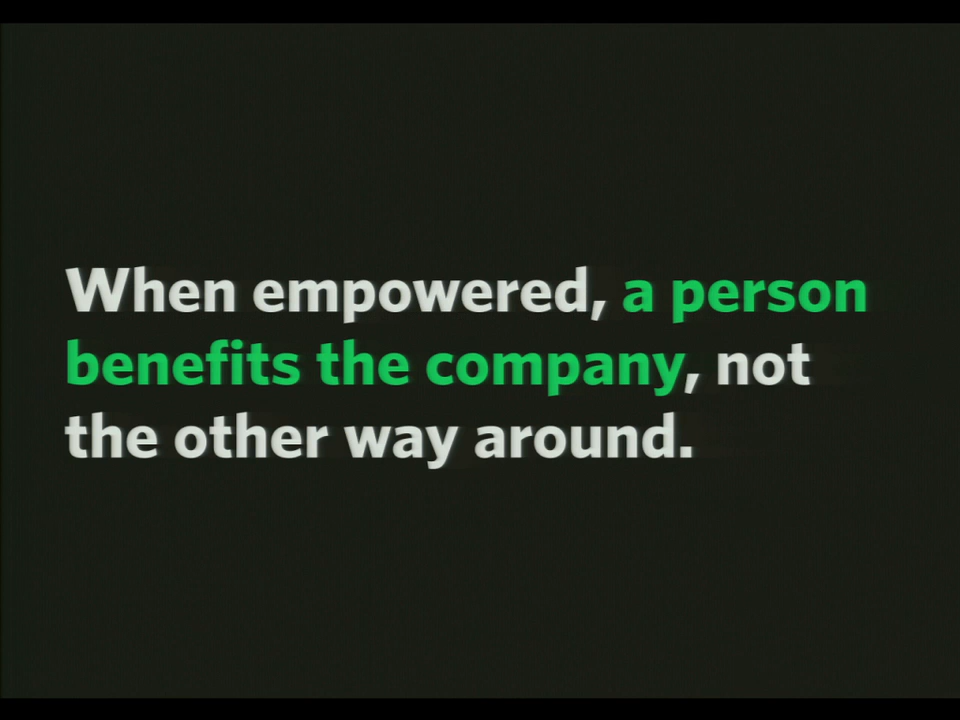 When empowered, a person
benefits the company, not
the other way around.